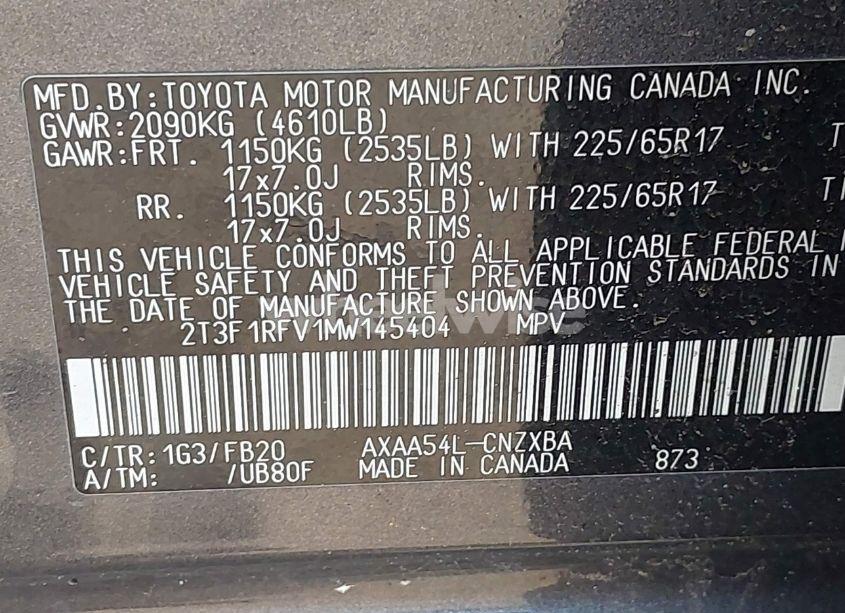 MFD.BY:TOYOTA MOTOR MANUFACTURING CANADA INC.
GVWR:2090KG (4610LB)
GAWR:FRT. 1150KG (2535LB) WITH 225/65R17
17x7.0J RIMS.
RR. 1150KG (2535LB) WITH 225/65R17
17x7.0J RIMS.
THIS VEHICLE CONFORMS TO ALL APPLICABLE FEDERAL
VEHICLE SAFETY AND THEFT PREVENTION STANDARDS IN
THE DATE OF MANUFACTURE SHOWN ABOVE.
2T3F1RFV1MW145404 MPV
C/TR:1G3/FB20 AXAA54L-CNZXBA
A/TM: /UB80F MADE IN CANADA 873